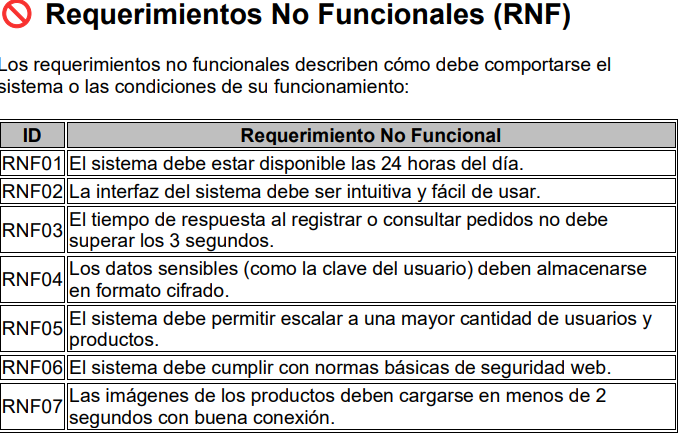 🚫 Requerimientos No Funcionales (RNF)
Los requerimientos no funcionales describen cómo debe comportarse el
sistema o las condiciones de su funcionamiento:
ID Requerimiento No Funcional
RNF01 El sistema debe estar disponible las 24 horas del día.
RNF02 La interfaz del sistema debe ser intuitiva y fácil de usar.
RNF03 El tiempo de respuesta al registrar o consultar pedidos no debe
superar los 3 segundos.
RNF04 Los datos sensibles (como la clave del usuario) deben almacenarse
en formato cifrado.
RNF05 El sistema debe permitir escalar a una mayor cantidad de usuarios y
productos.
RNF06 El sistema debe cumplir con normas básicas de seguridad web.
RNF07 Las imágenes de los productos deben cargarse en menos de 2
segundos con buena conexión.